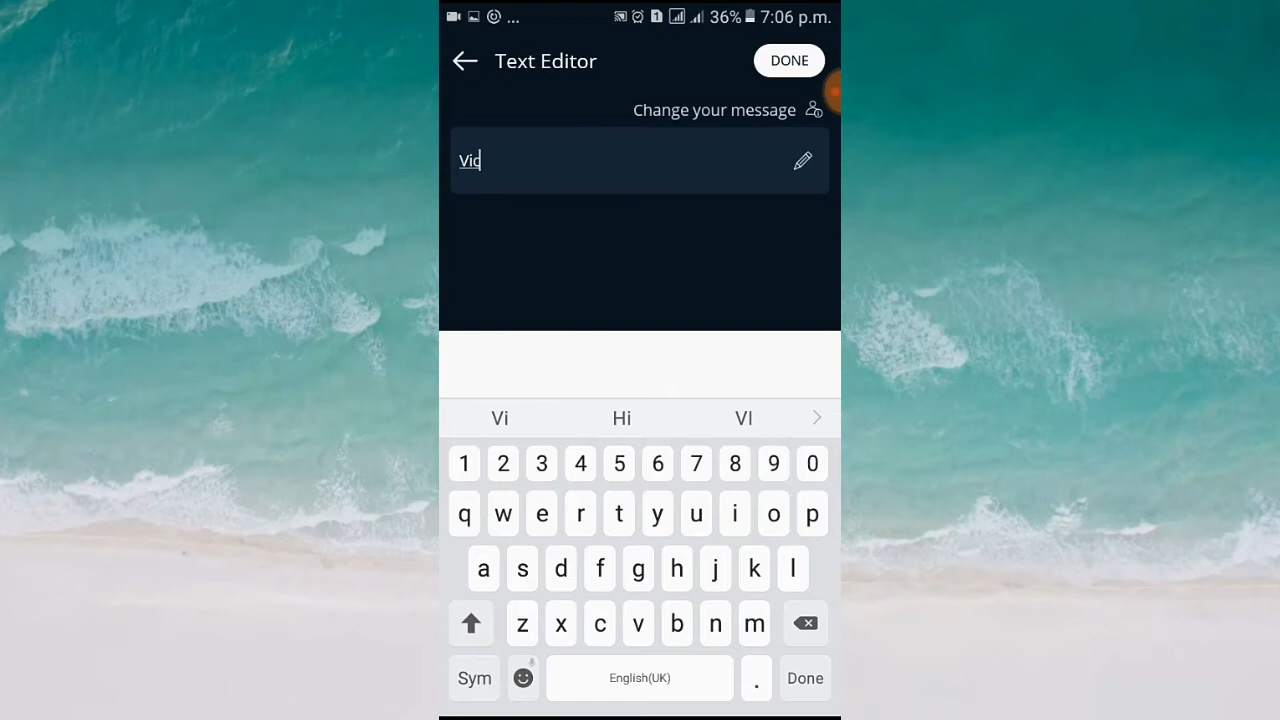 ... 1 36% 7:06 p.m.
Text Editor DONE
Change your message
Vic
Vi Hi VI
1 2 3 4 5 6 7 8 9 0
q w e r t y u i o p
a s d f g h j k l
z x c v b n m
Sym English(UK) . Done